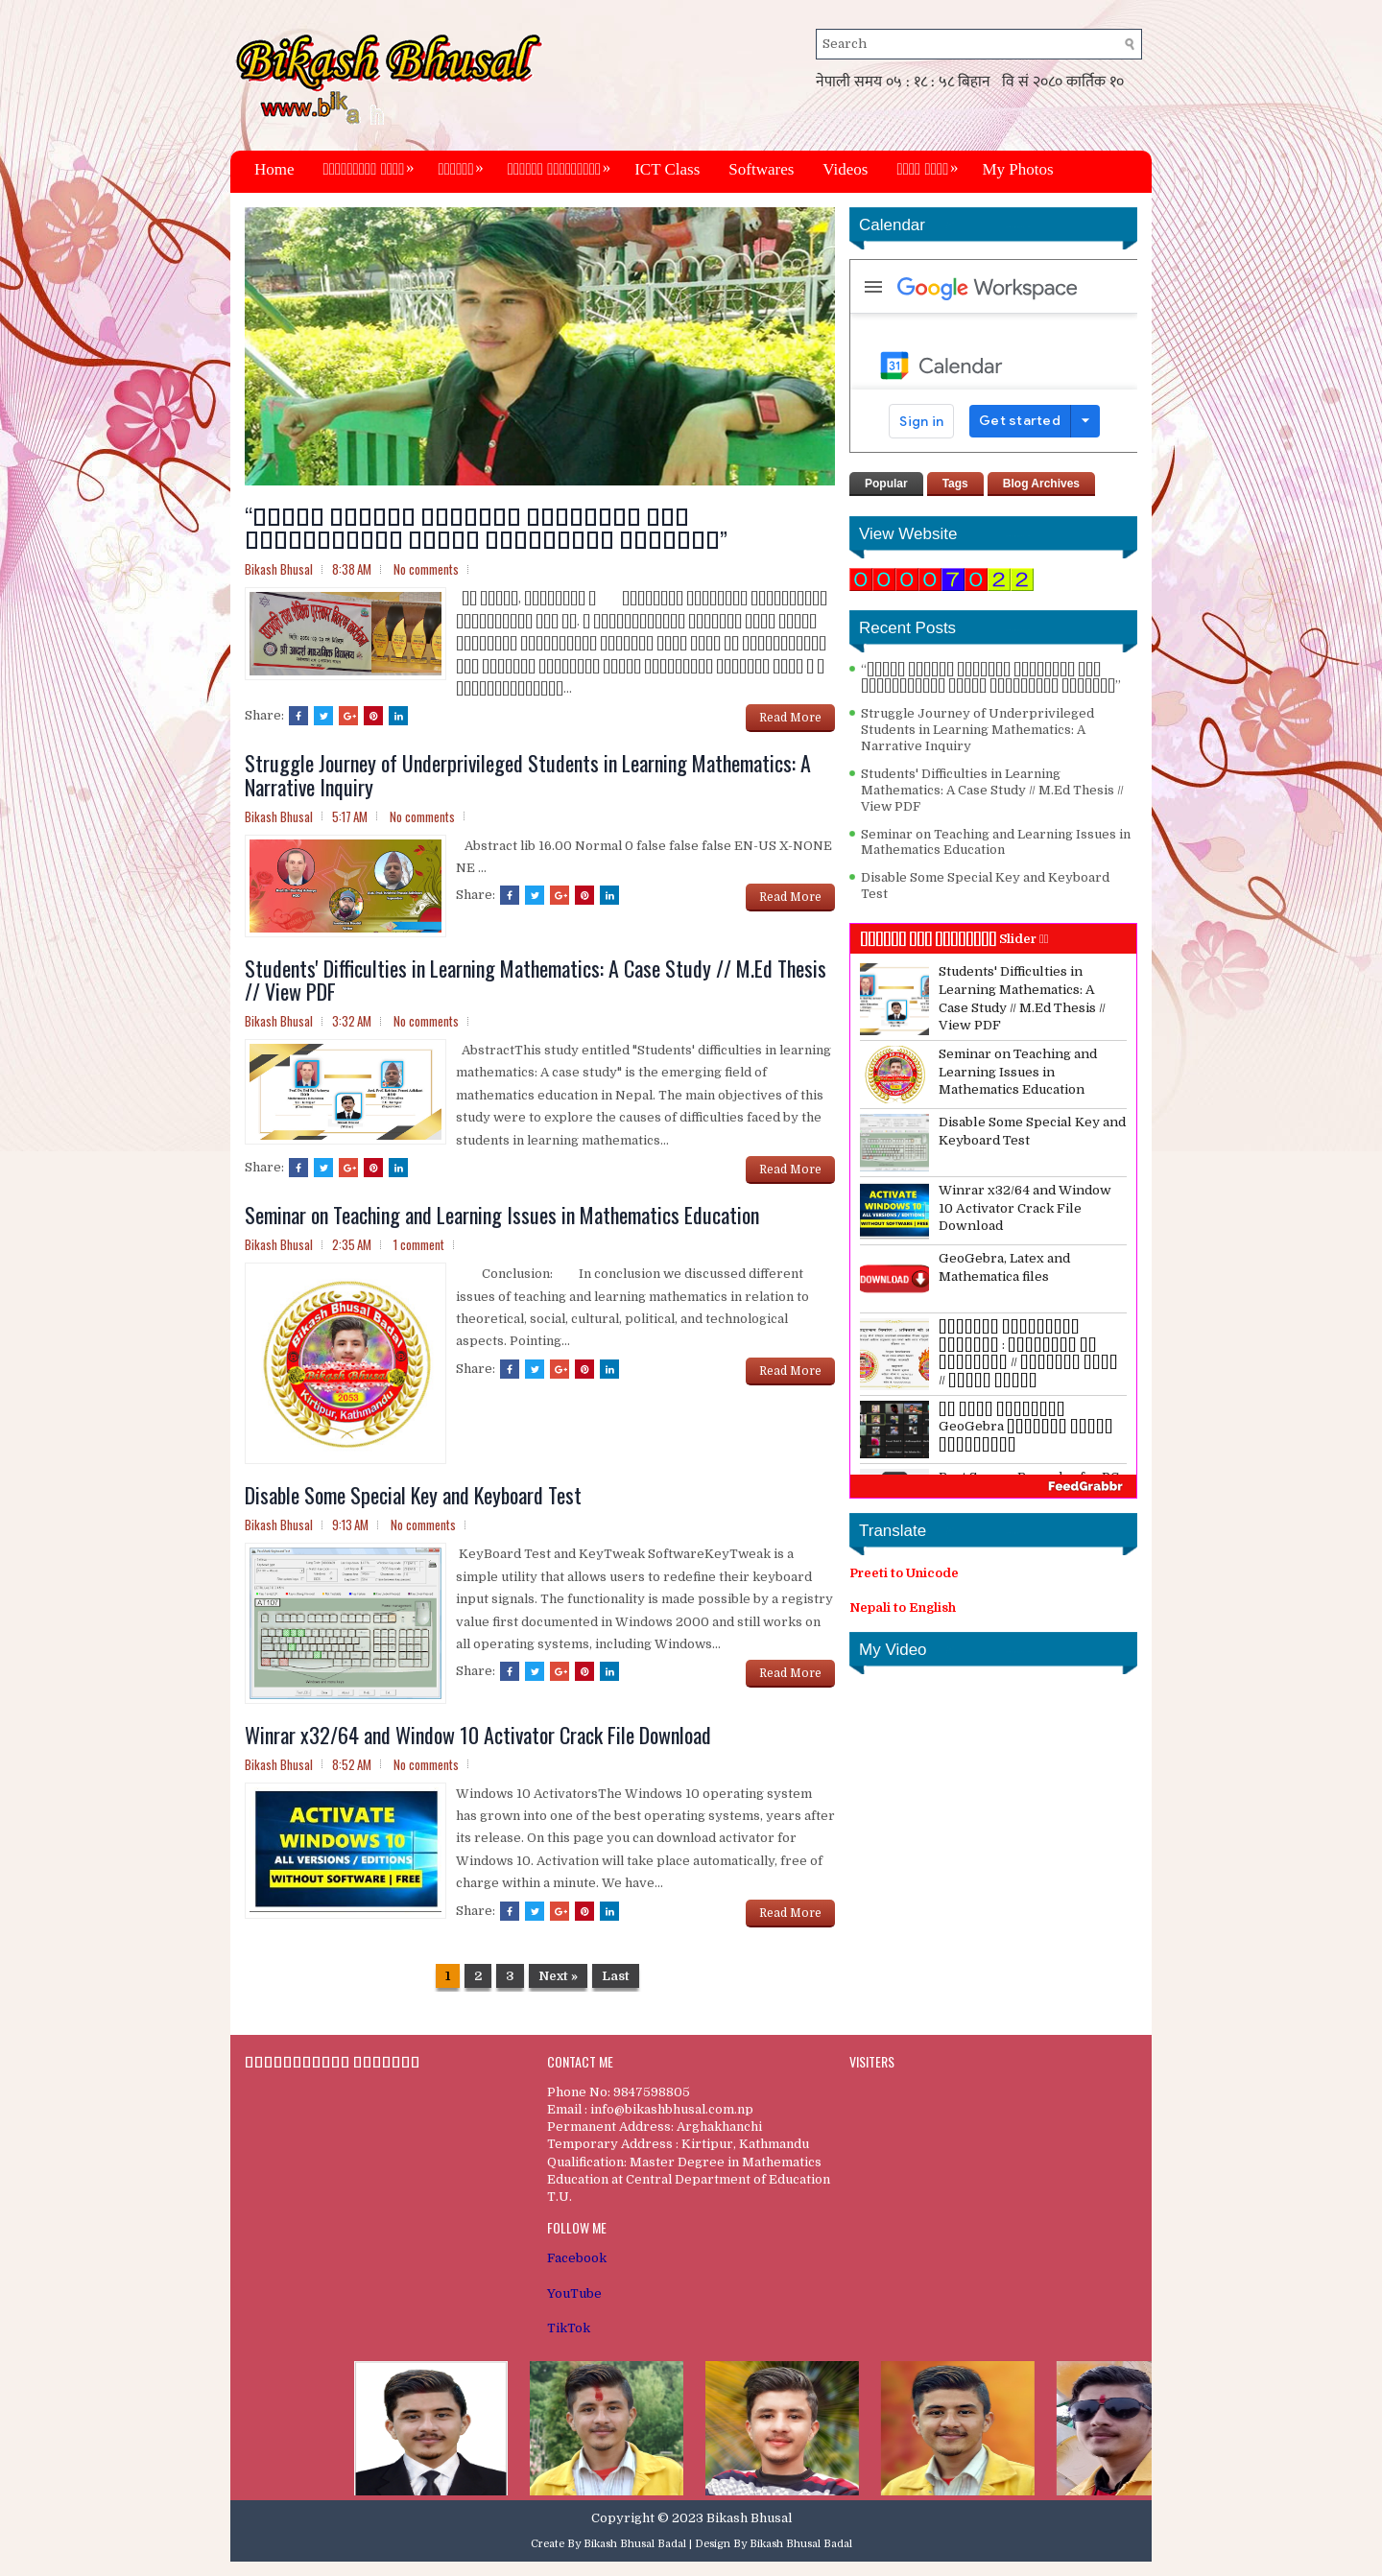 Bikash Bhusal
Search
नेपाली समय ०५ : १८ : ५८ बिहान वि सं २०८० कार्तिक १०
Home
ICT Class
Softwares
Videos
My Photos
Calendar
Google Workspace
31 Calendar
Sign in
Get started
Popular
Tags
Blog Archives
View Website
00007022
Recent Posts
Struggle Journey of Underprivileged
Students in Learning Mathematics: A
Narrative Inquiry
Students' Difficulties in Learning
Mathematics: A Case Study // M.Ed Thesis //
View PDF
Seminar on Teaching and Learning Issues in
Mathematics Education
Disable Some Special Key and Keyboard
Test
Slider
Students' Difficulties in
Learning Mathematics: A
Case Study // M.Ed Thesis //
View PDF
Seminar on Teaching and
Learning Issues in
Mathematics Education
Disable Some Special Key and
Keyboard Test
Winrar x32/64 and Window
10 Activator Crack File
Download
GeoGebra, Latex and
Mathematica files
DOWNLOAD
GeoGebra
FeedGrabbr
Translate
Preeti to Unicode
Nepali to English
My Video
Bikash Bhusal 8:38 AM No comments
Share:
Read More
Struggle Journey of Underprivileged Students in Learning Mathematics: A
Narrative Inquiry
Bikash Bhusal 5:17 AM No comments
Abstract lib 16.00 Normal 0 false false false EN-US X-NONE
NE ...
Share:
Read More
Students' Difficulties in Learning Mathematics: A Case Study // M.Ed Thesis
// View PDF
Bikash Bhusal 3:32 AM No comments
AbstractThis study entitled "Students' difficulties in learning
mathematics: A case study" is the emerging field of
mathematics education in Nepal. The main objectives of this
study were to explore the causes of difficulties faced by the
students in learning mathematics...
Share:
Read More
Seminar on Teaching and Learning Issues in Mathematics Education
Bikash Bhusal 2:35 AM 1 comment
Conclusion: In conclusion we discussed different
issues of teaching and learning mathematics in relation to
theoretical, social, cultural, political, and technological
aspects. Pointing...
Bikash Bhusal Badal
Bikash Bhusal
2053
Kirtipur, Kathmandu
Share:
Read More
Disable Some Special Key and Keyboard Test
Bikash Bhusal 9:13 AM No comments
KeyBoard Test and KeyTweak SoftwareKeyTweak is a
simple utility that allows users to redefine their keyboard
input signals. The functionality is made possible by a registry
value first documented in Windows 2000 and still works on
all operating systems, including Windows...
Share:
Read More
Winrar x32/64 and Window 10 Activator Crack File Download
Bikash Bhusal 8:52 AM No comments
Windows 10 ActivatorsThe Windows 10 operating system
has grown into one of the best operating systems, years after
its release. On this page you can download activator for
Windows 10. Activation will take place automatically, free of
charge within a minute. We have...
ACTIVATE
WINDOWS 10
ALL VERSIONS / EDITIONS
WITHOUT SOFTWARE | FREE
Share:
Read More
1 2 3 Next » Last
CONTACT ME
Phone No: 9847598805
Email : info@bikashbhusal.com.np
Permanent Address: Arghakhanchi
Temporary Address : Kirtipur, Kathmandu
Qualification: Master Degree in Mathematics
Education at Central Department of Education
T.U.
FOLLOW ME
Facebook
YouTube
TikTok
VISITERS
Copyright © 2023 Bikash Bhusal
Create By Bikash Bhusal Badal | Design By Bikash Bhusal Badal